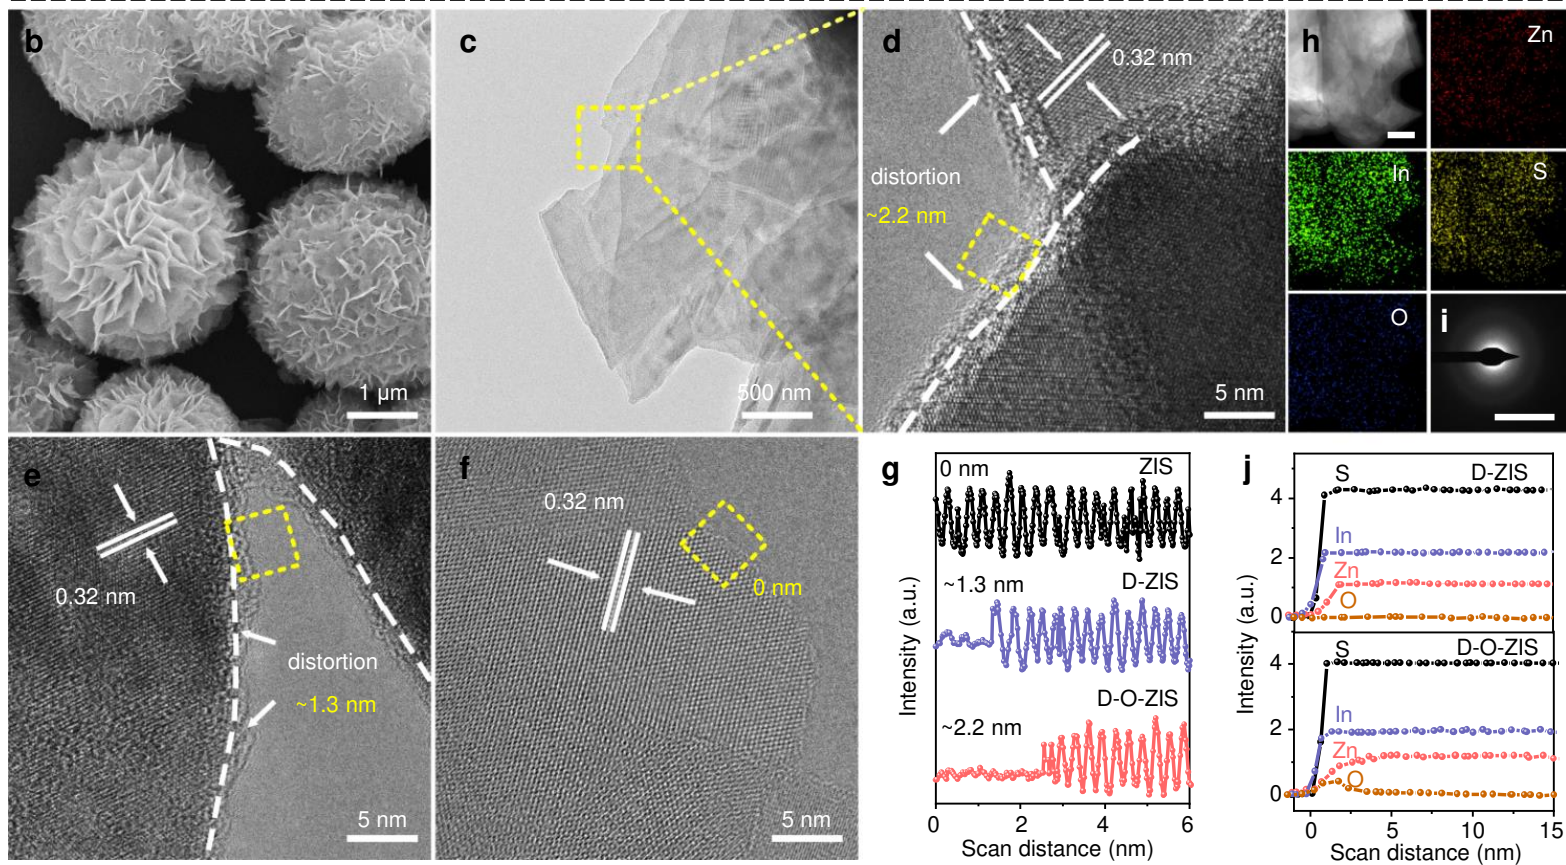 b
1 μm
c
500 nm
d
0.32 nm
distortion
~2.2 nm
5 nm
h
Zn
In
S
O
i
e
0.32 nm
distortion
~1.3 nm
5 nm
f
0.32 nm
0 nm
5 nm
g
0 nm
ZIS
~1.3 nm
D-ZIS
D-O-ZIS
~2.2 nm
Intensity (a.u.)
0 2 4 6
Scan distance (nm)
j
S
D-ZIS
4
In
2
Zn
O
0
S
D-O-ZIS
4
In
2
Zn
O
0
Intensity (a.u.)
0 5 10 15
Scan distance (nm)